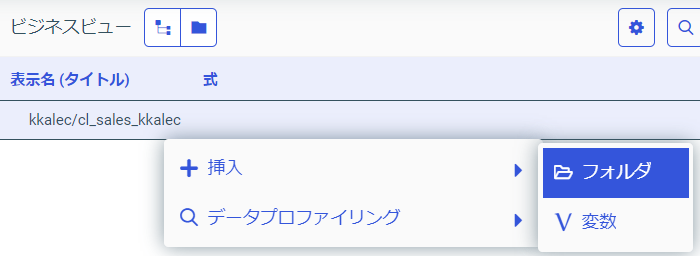 ビジネスビュー
表示名 (タイトル) 式
kkalec/cl_sales_kkalec
挿入
フォルダ
データプロファイリング
変数